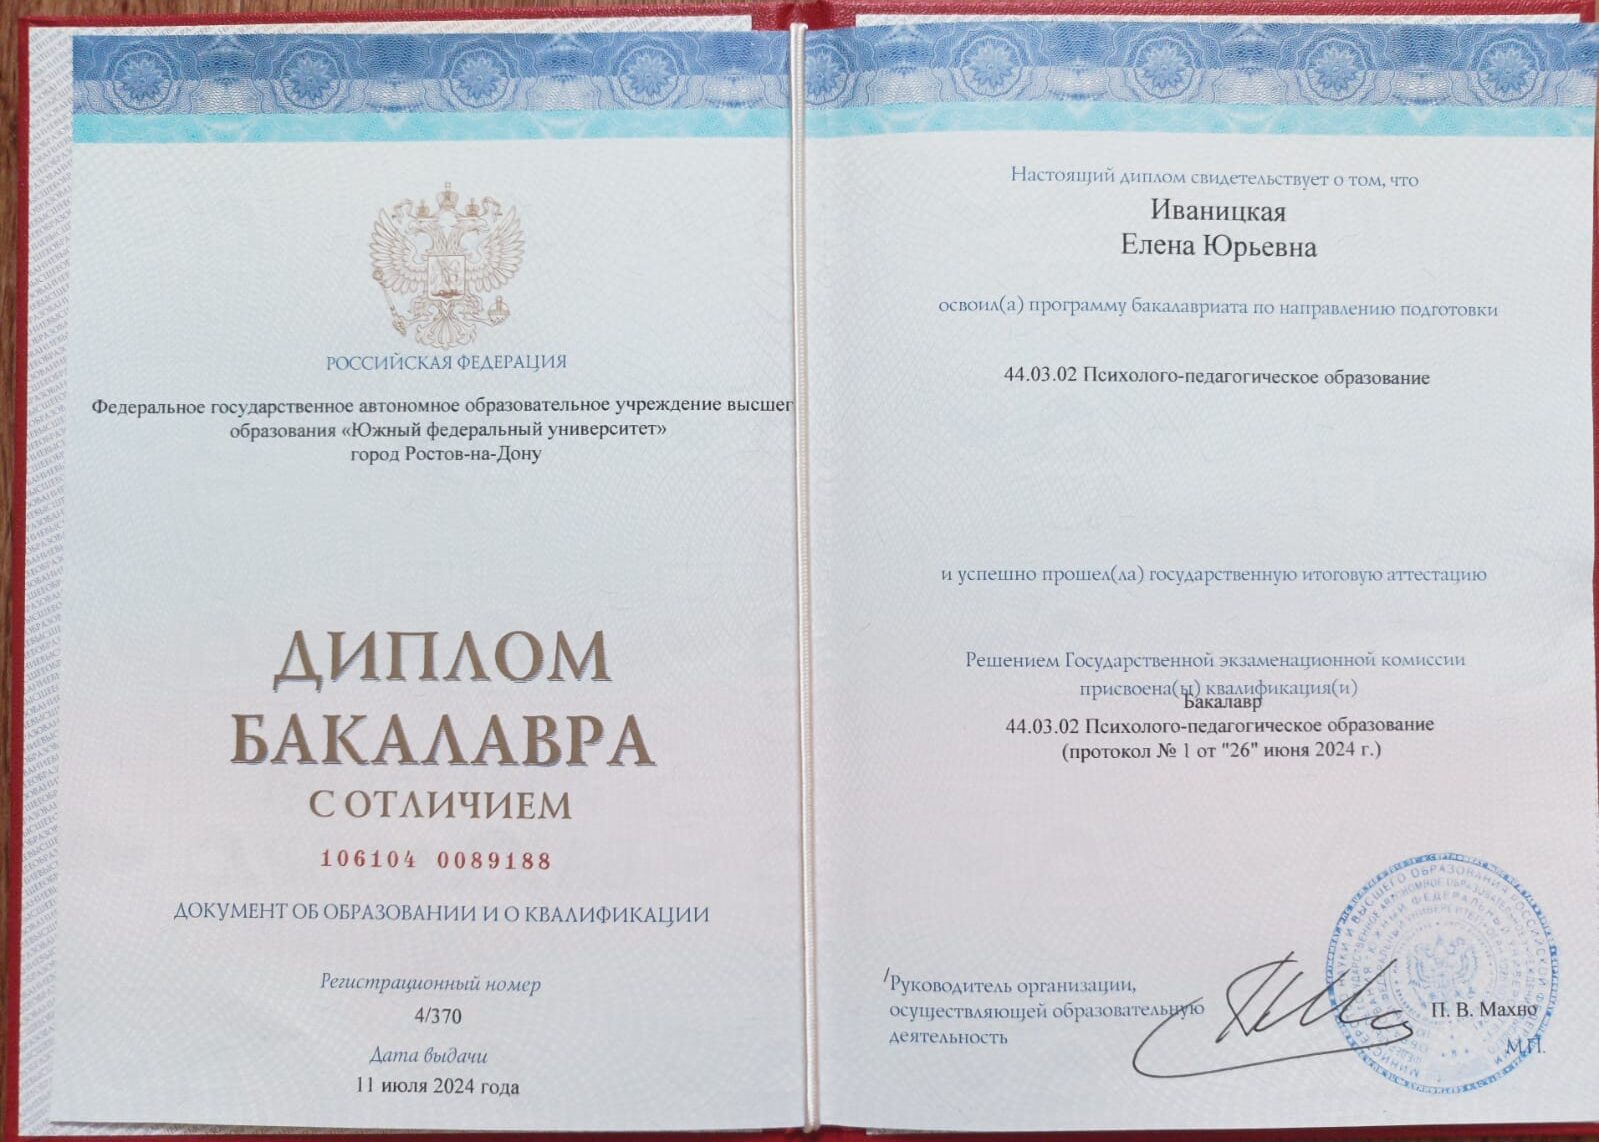 РОССИЙСКАЯ ФЕДЕРАЦИЯ
Федеральное государственное автономное образовательное учреждение высшег
образования «Южный федеральный университет»
город Ростов-на-Дону
ДИПЛОМ
БАКАЛАВРА
С ОТЛИЧИЕМ
106104 0089188
ДОКУМЕНТ ОБ ОБРАЗОВАНИИ И О КВАЛИФИКАЦИИ
Регистрационный номер
4/370
Дата выдачи
11 июля 2024 года
Настоящий диплом свидетельствует о том, что
Иваницкая
Елена Юрьевна
освоил(а) программу бакалавриата по направлению подготовки
44.03.02 Психолого-педагогическое образование
и успешно прошел(ла) государственную итоговую аттестацию
Решением Государственной экзаменационной комиссии
присвоена(ы) квалификация(и)
Бакалавр
44.03.02 Психолого-педагогическое образование
(протокол № 1 от "26" июня 2024 г.)
Руководитель организации,
осуществляющей образовательную
деятельность
П. В. Махно
М.П.